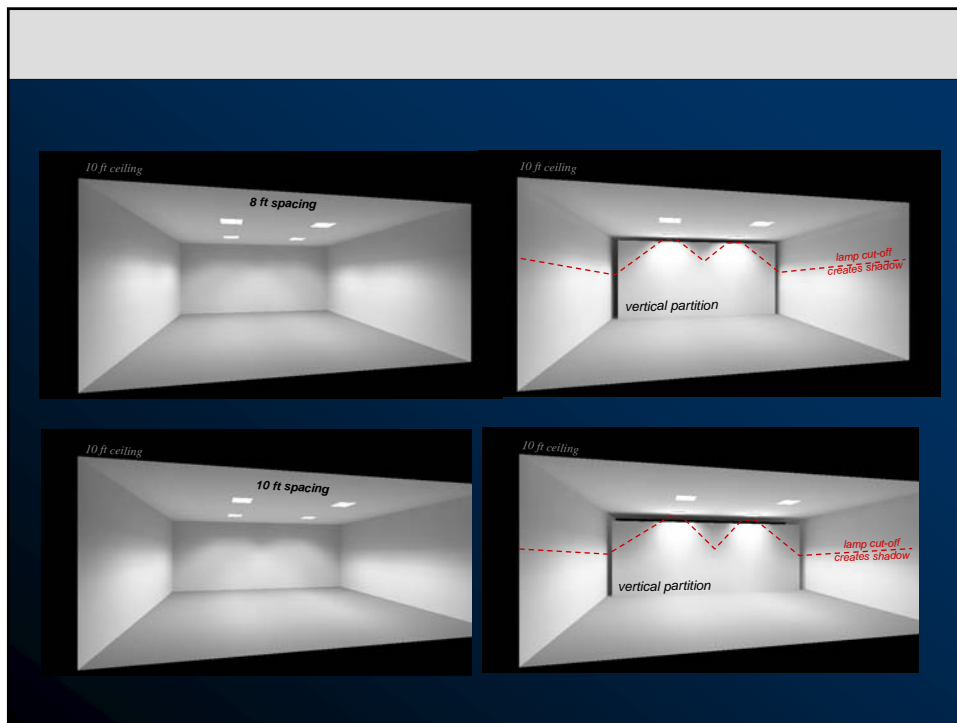 10 ft ceiling
8 ft spacing
10 ft ceiling
lamp cut-off
creates shadow
vertical partition
10 ft ceiling
10 ft spacing
10 ft ceiling
lamp cut-off
creates shadow
vertical partition